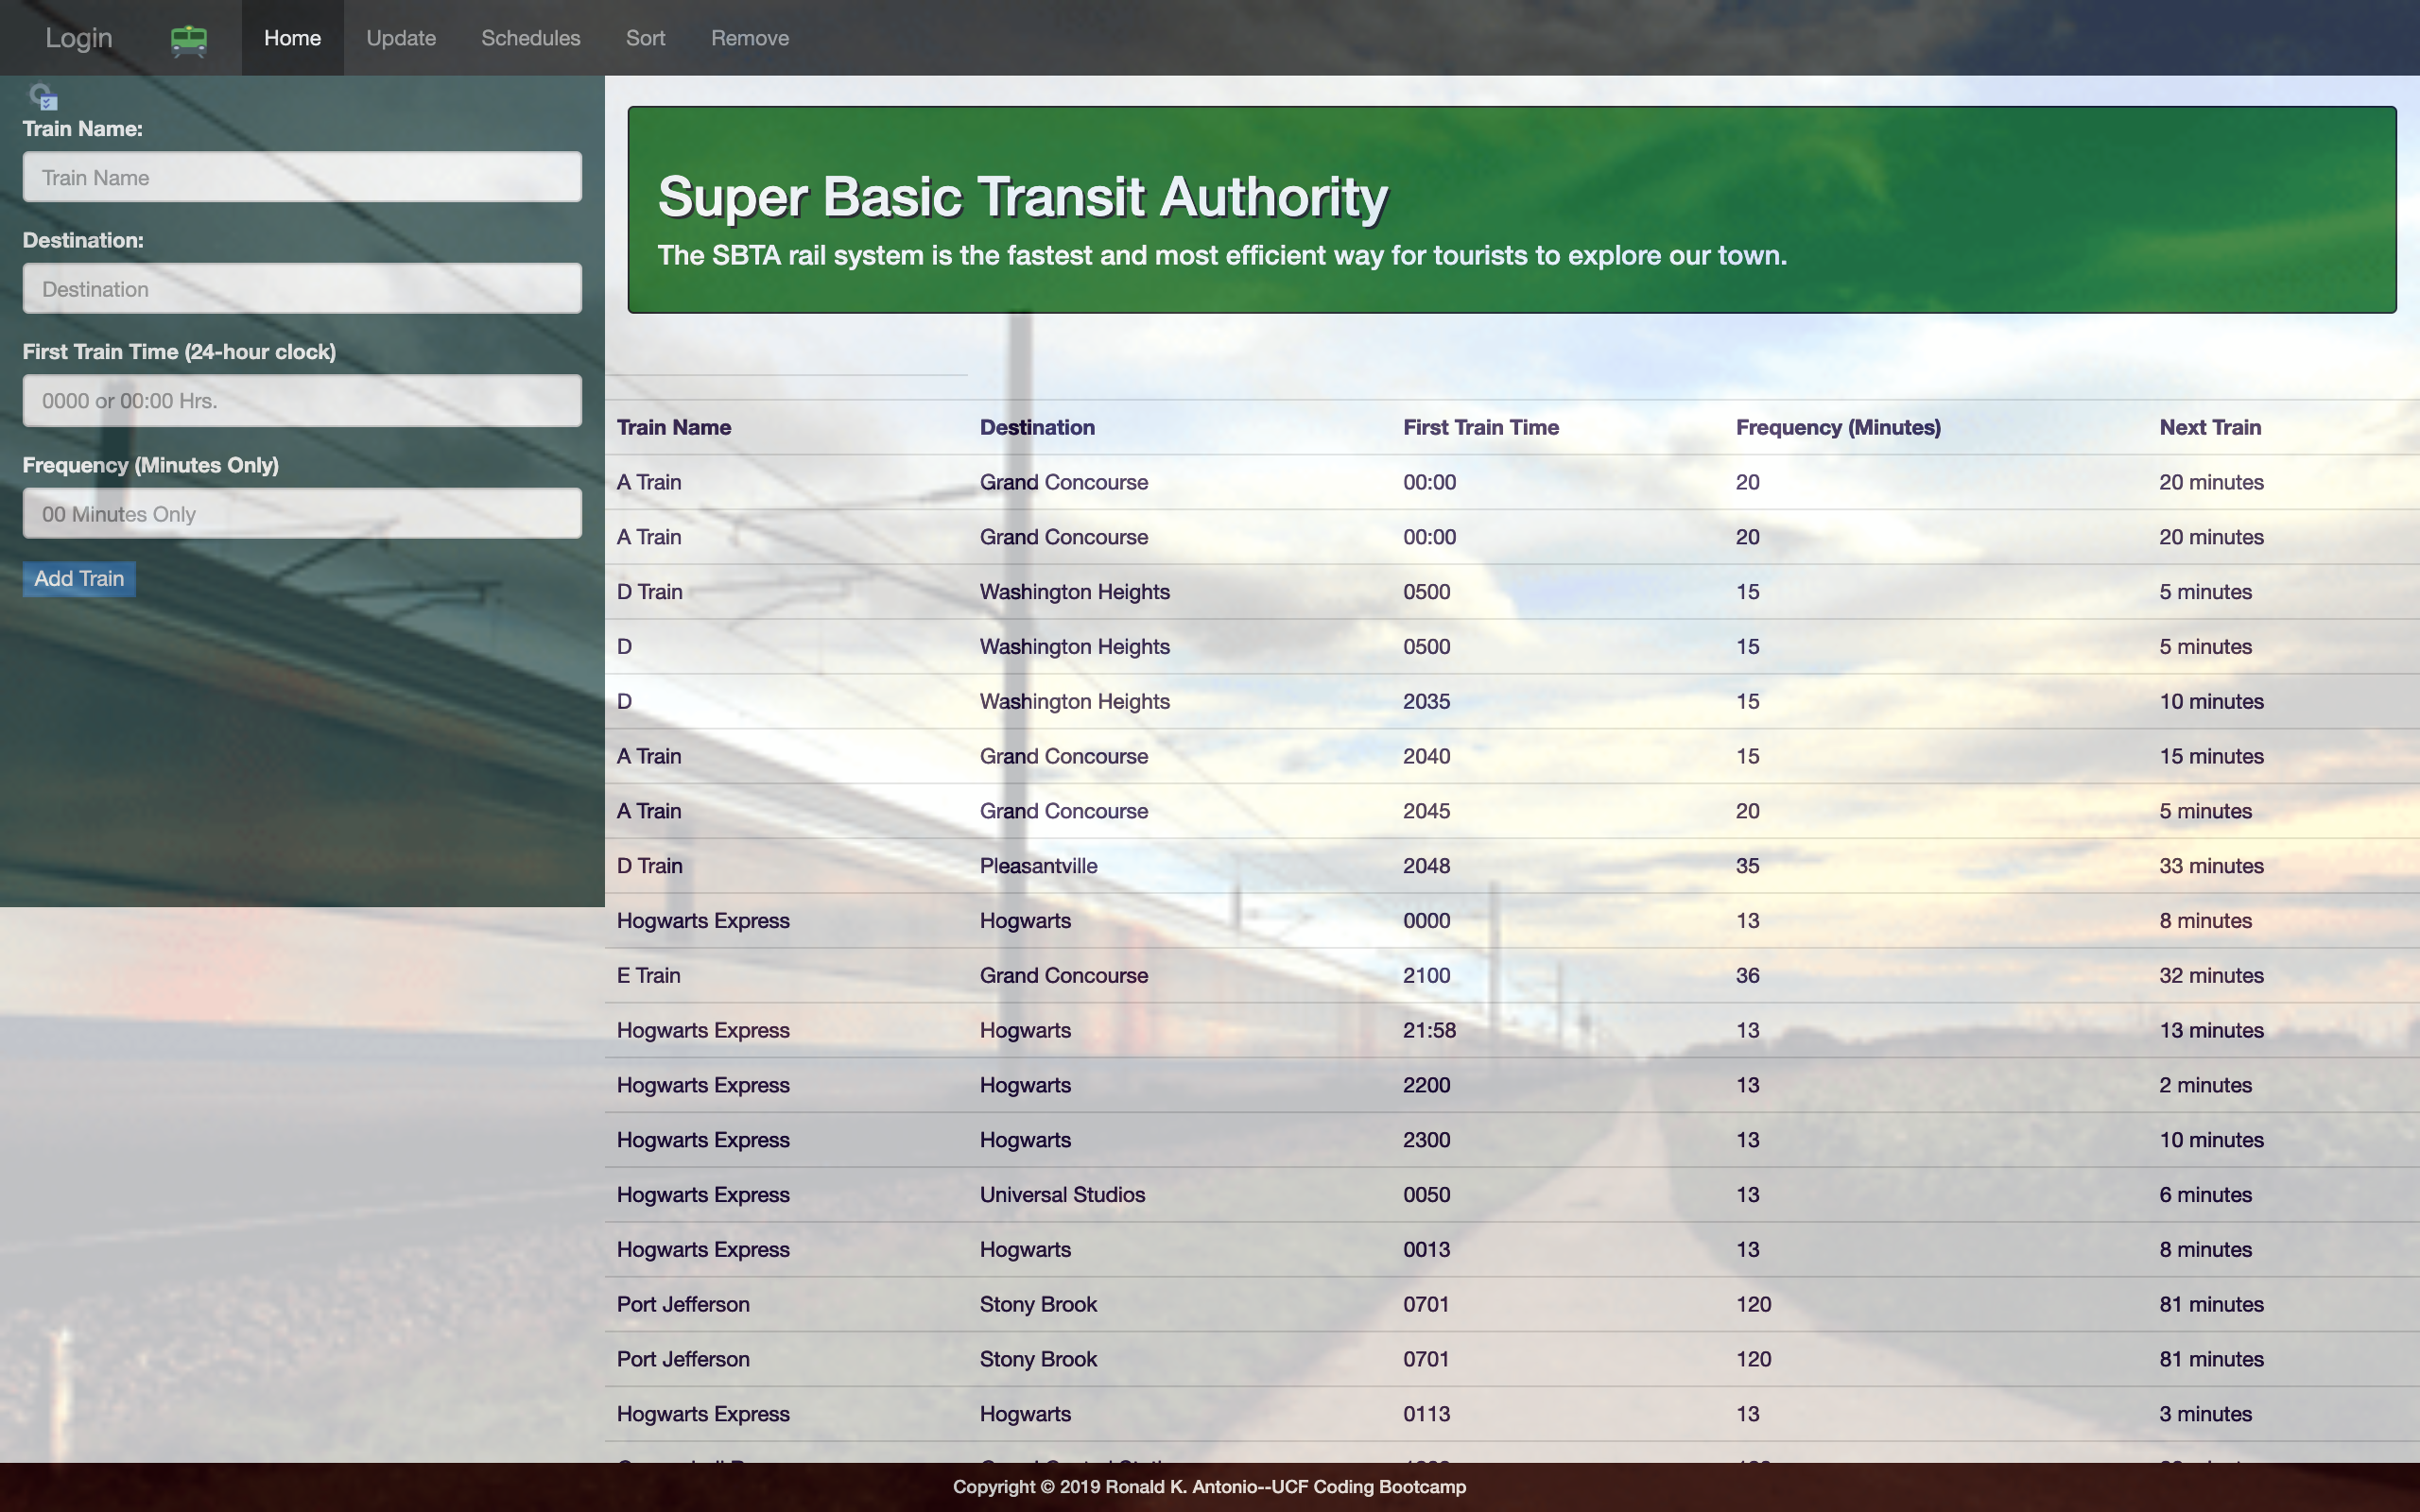 Login Home Update Schedules Sort Remove
Train Name:
Train Name
Destination:
Destination
First Train Time (24-hour clock)
0000 or 00:00 Hrs.
Frequency (Minutes Only)
00 Minutes Only
Add Train
Super Basic Transit Authority
The SBTA rail system is the fastest and most efficient way for tourists to explore our town.
Train Name Destination First Train Time Frequency (Minutes) Next Train
A Train Grand Concourse 00:00 20 20 minutes
A Train Grand Concourse 00:00 20 20 minutes
D Train Washington Heights 0500 15 5 minutes
D Washington Heights 0500 15 5 minutes
D Washington Heights 2035 15 10 minutes
A Train Grand Concourse 2040 15 15 minutes
A Train Grand Concourse 2045 20 5 minutes
D Train Pleasantville 2048 35 33 minutes
Hogwarts Express Hogwarts 0000 13 8 minutes
E Train Grand Concourse 2100 36 32 minutes
Hogwarts Express Hogwarts 21:58 13 13 minutes
Hogwarts Express Hogwarts 2200 13 2 minutes
Hogwarts Express Hogwarts 2300 13 10 minutes
Hogwarts Express Universal Studios 0050 13 6 minutes
Hogwarts Express Hogwarts 0013 13 8 minutes
Port Jefferson Stony Brook 0701 120 81 minutes
Port Jefferson Stony Brook 0701 120 81 minutes
Hogwarts Express Hogwarts 0113 13 3 minutes
Copyright © 2019 Ronald K. Antonio--UCF Coding Bootcamp